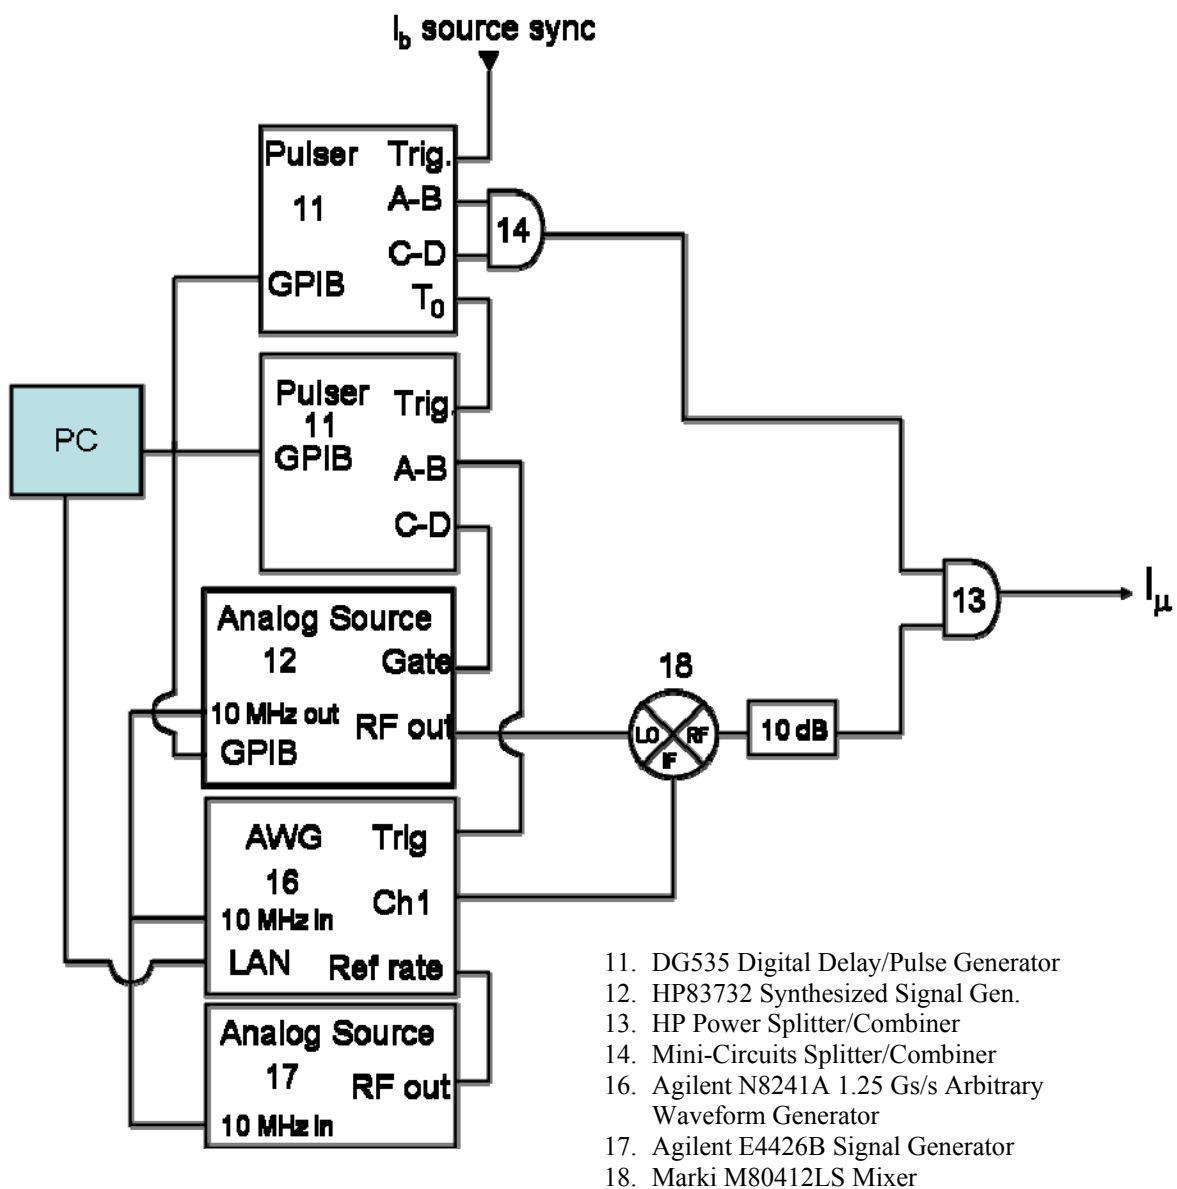 I_b source sync
Pulser Trig.
11
A-B
C-D
GPIB
T_0
14
Pulser
11
Trig.
GPIB
A-B
C-D
PC
Analog Source
12
Gate
10 MHz out
RF out
GPIB
18
LO
RF
IF
10 dB
13
I_μ
AWG
Trig
16
Ch1
10 MHz In
LAN
Ref rate
Analog Source
17
RF out
10 MHz In
11. DG535 Digital Delay/Pulse Generator
12. HP83732 Synthesized Signal Gen.
13. HP Power Splitter/Combiner
14. Mini-Circuits Splitter/Combiner
16. Agilent N8241A 1.25 Gs/s Arbitrary
Waveform Generator
17. Agilent E4426B Signal Generator
18. Marki M80412LS Mixer